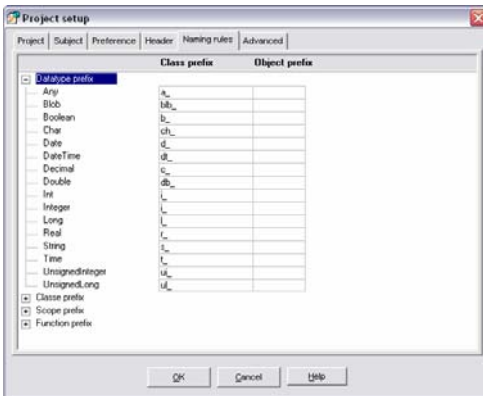 Project setup
Project Subject Preference Header Naming rules Advanced
Class prefix Object prefix
Datatype prefix
Any a_
Blob blb_
Boolean b_
Char ch_
Date d_
DateTime dt_
Decimal c_
Double db_
Int i_
Integer i_
Long l_
Real r_
String s_
Time t_
UnsignedInteger ui_
UnsignedLong ul_
Classe prefix
Scope prefix
Function prefix
OK Cancel Help